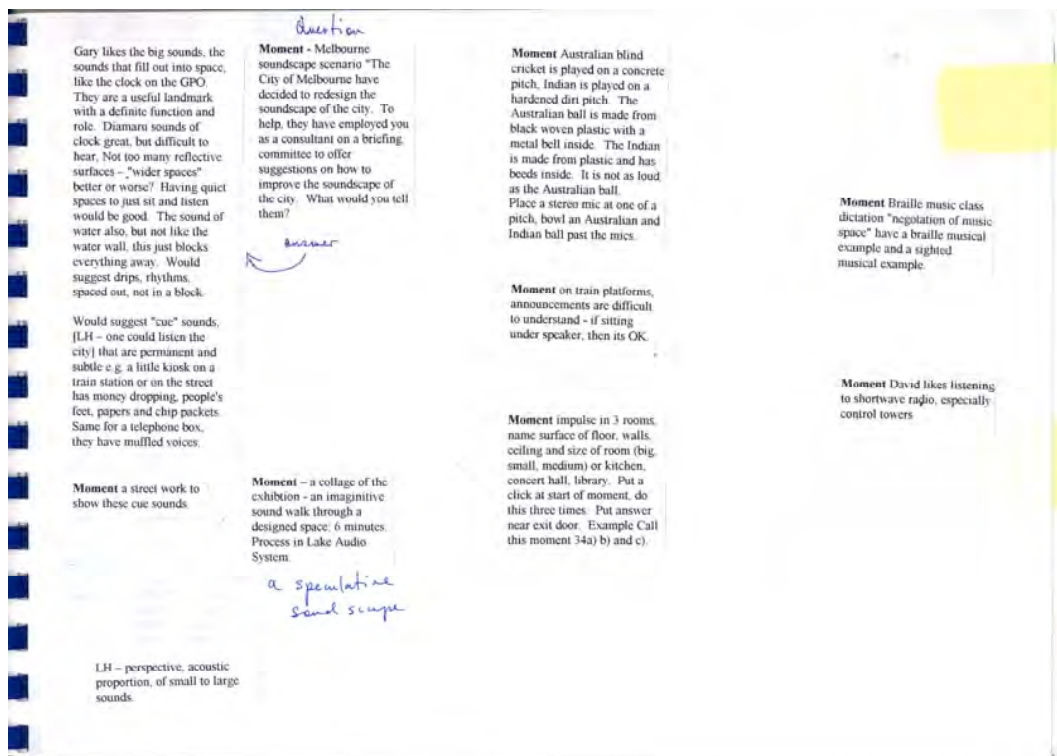 Gary likes the big sounds, the
sounds that fill out into space,
like the clock on the GPO.
They are a useful landmark
with a definite function and
role. Diamaru sounds of
clock great, but difficult to
hear, Not too many reflective
surfaces – "wider spaces"
better or worse? Having quiet
spaces to just sit and listen
would be good. The sound of
water also, but not like the
water wall, this just blocks
everything away. Would
suggest drips, rhythms,
spaced out, not in a block.
Would suggest "cue" sounds,
[LH – one could listen the
city] that are permanent and
subtle e.g. a little kiosk on a
train station or on the street
has money dropping, people's
feet, papers and chip packets.
Same for a telephone box,
they have muffled voices.
Moment a street work to
show these cue sounds.
LH – perspective, acoustic
proportion, of small to large
sounds.
Question
Moment - Melbourne
soundscape scenario "The
City of Melbourne have
decided to redesign the
soundscape of the city. To
help, they have employed you
as a consultant on a briefing
committee to offer
suggestions on how to
improve the soundscape of
the city. What would you tell
them?
answer
Moment – a collage of the
exhibtion - an imaginitive
sound walk through a
designed space; 6 minutes.
Process in Lake Audio
System.
a speculative
sound scape
Moment Australian blind
cricket is played on a concrete
pitch, Indian is played on a
hardened dirt pitch. The
Australian ball is made from
black woven plastic with a
metal bell inside. The Indian
is made from plastic and has
beeds inside. It is not as loud
as the Australian ball.
Place a stereo mic at one of a
pitch, bowl an Australian and
Indian ball past the mics.
Moment on train platforms,
announcements are difficult
to understand - if sitting
under speaker, then its OK.
Moment impulse in 3 rooms,
name surface of floor, walls,
ceiling and size of room (big,
small, medium) or kitchen,
concert hall, library. Put a
click at start of moment, do
this three times. Put answer
near exit door. Example Call
this moment 34a) b) and c).
Moment Braille music class
dictation "negotation of music
space" have a braille musical
example and a sighted
musical example.
Moment David likes listening
to shortwave radio, especially
control towers